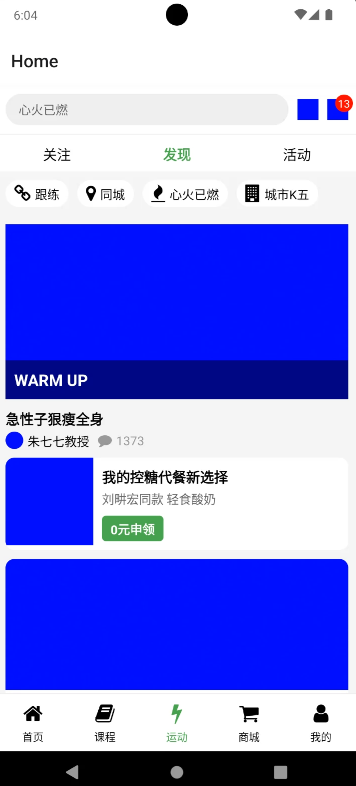 6:04
Home
心火已燃
13
关注 发现 活动
跟练 同城 心火已燃 城市K五
WARM UP
急性子狠瘦全身
朱七七教授 1373
我的控糖代餐新选择
刘畊宏同款 轻食酸奶
0元申领
首页 课程 运动 商城 我的